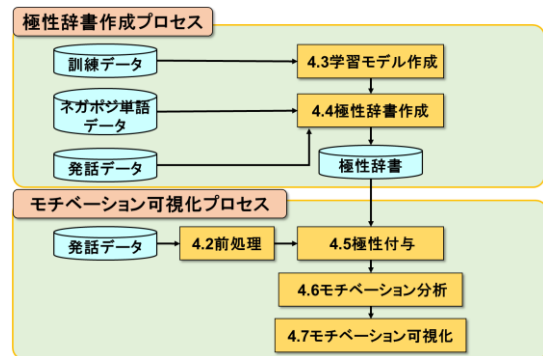 極性辞書作成プロセス
訓練データ
4.3学習モデル作成
ネガポジ単語
データ
4.4極性辞書作成
発話データ
極性辞書
モチベーション可視化プロセス
発話データ
4.2前処理
4.5極性付与
4.6モチベーション分析
4.7モチベーション可視化